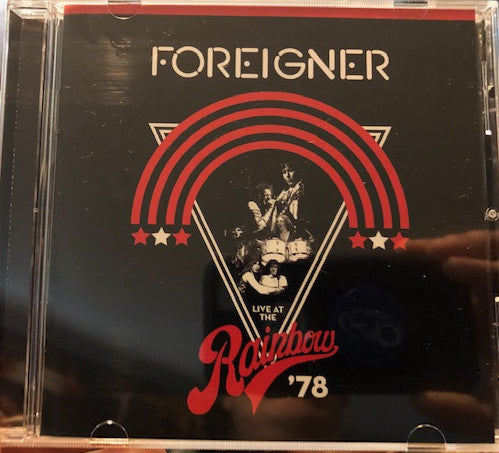 FOREIGNER
LIVE AT
THE
Rainbow
'78